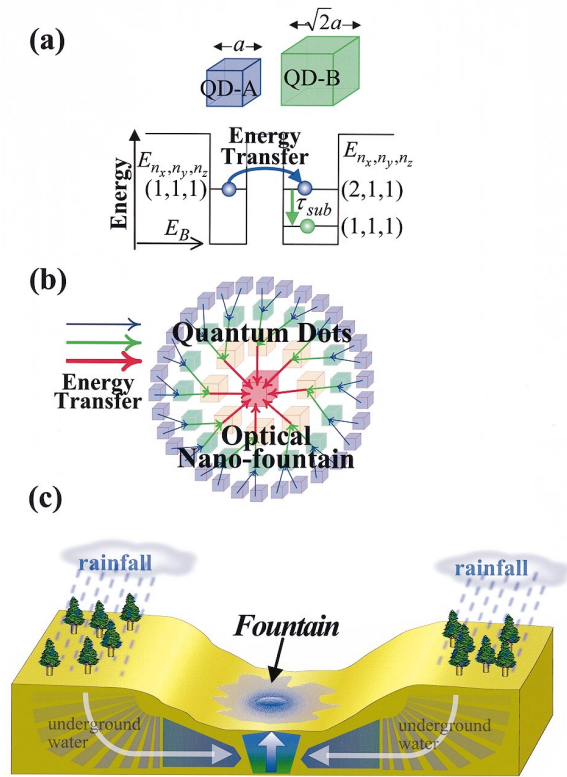 (a)
a
√2a
QD-A
QD-B
Energy
Energy
Transfer
E_{n_x,n_y,n_z}
(1,1,1)
E_B
E_{n_x,n_y,n_z}
(2,1,1)
τ_{sub}
(1,1,1)
(b)
Quantum Dots
Energy
Transfer
Optical
Nano-fountain
(c)
rainfall
rainfall
Fountain
underground
water
underground
water